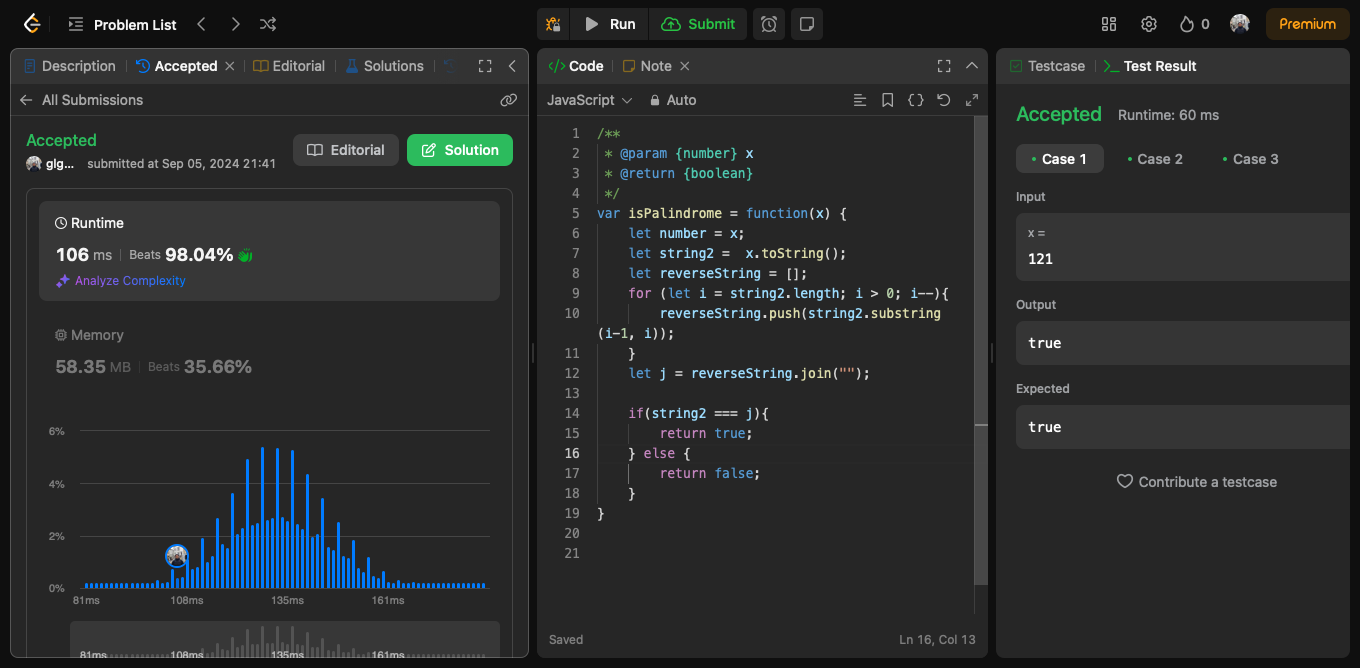 Problem List
Run
Submit
0
Premium
Description
Accepted
Editorial
Solutions
All Submissions
Accepted
glg...
submitted at Sep 05, 2024 21:41
Editorial
Solution
Runtime
106 ms
Beats 98.04%
Analyze Complexity
Memory
58.35 MB
Beats 35.66%
6%
4%
2%
0%
81ms
108ms
135ms
161ms
81ms
108ms
135ms
161ms
</> Code
Note
JavaScript
Auto
1 /**
2  * @param {number} x
3  * @return {boolean}
4  */
5 var isPalindrome = function(x) {
6     let number = x;
7     let string2 =  x.toString();
8     let reverseString = [];
9     for (let i = string2.length; i > 0; i--){
10         reverseString.push(string2.substring
(i-1, i));
11     }
12     let j = reverseString.join("");
13
14     if(string2 === j){
15         return true;
16     } else {
17         return false;
18     }
19 }
20
21
Saved
Ln 16, Col 13
Testcase
Test Result
Accepted
Runtime: 60 ms
Case 1
Case 2
Case 3
Input
x =
121
Output
true
Expected
true
Contribute a testcase